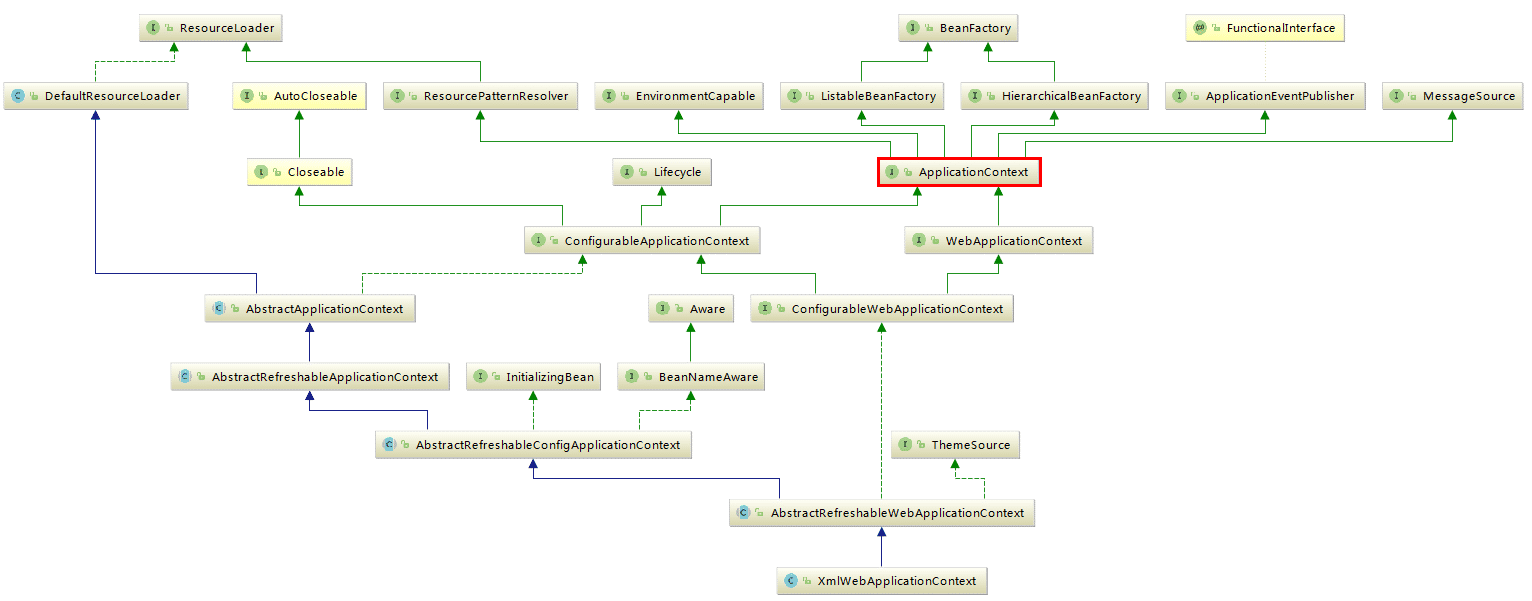 ResourceLoader
BeanFactory
FunctionalInterface
DefaultResourceLoader
AutoCloseable
ResourcePatternResolver
EnvironmentCapable
ListableBeanFactory
HierarchicalBeanFactory
ApplicationEventPublisher
MessageSource
Closeable
Lifecycle
ApplicationContext
ConfigurableApplicationContext
WebApplicationContext
AbstractApplicationContext
Aware
ConfigurableWebApplicationContext
AbstractRefreshableApplicationContext
InitializingBean
BeanNameAware
AbstractRefreshableConfigApplicationContext
ThemeSource
AbstractRefreshableWebApplicationContext
XmlWebApplicationContext